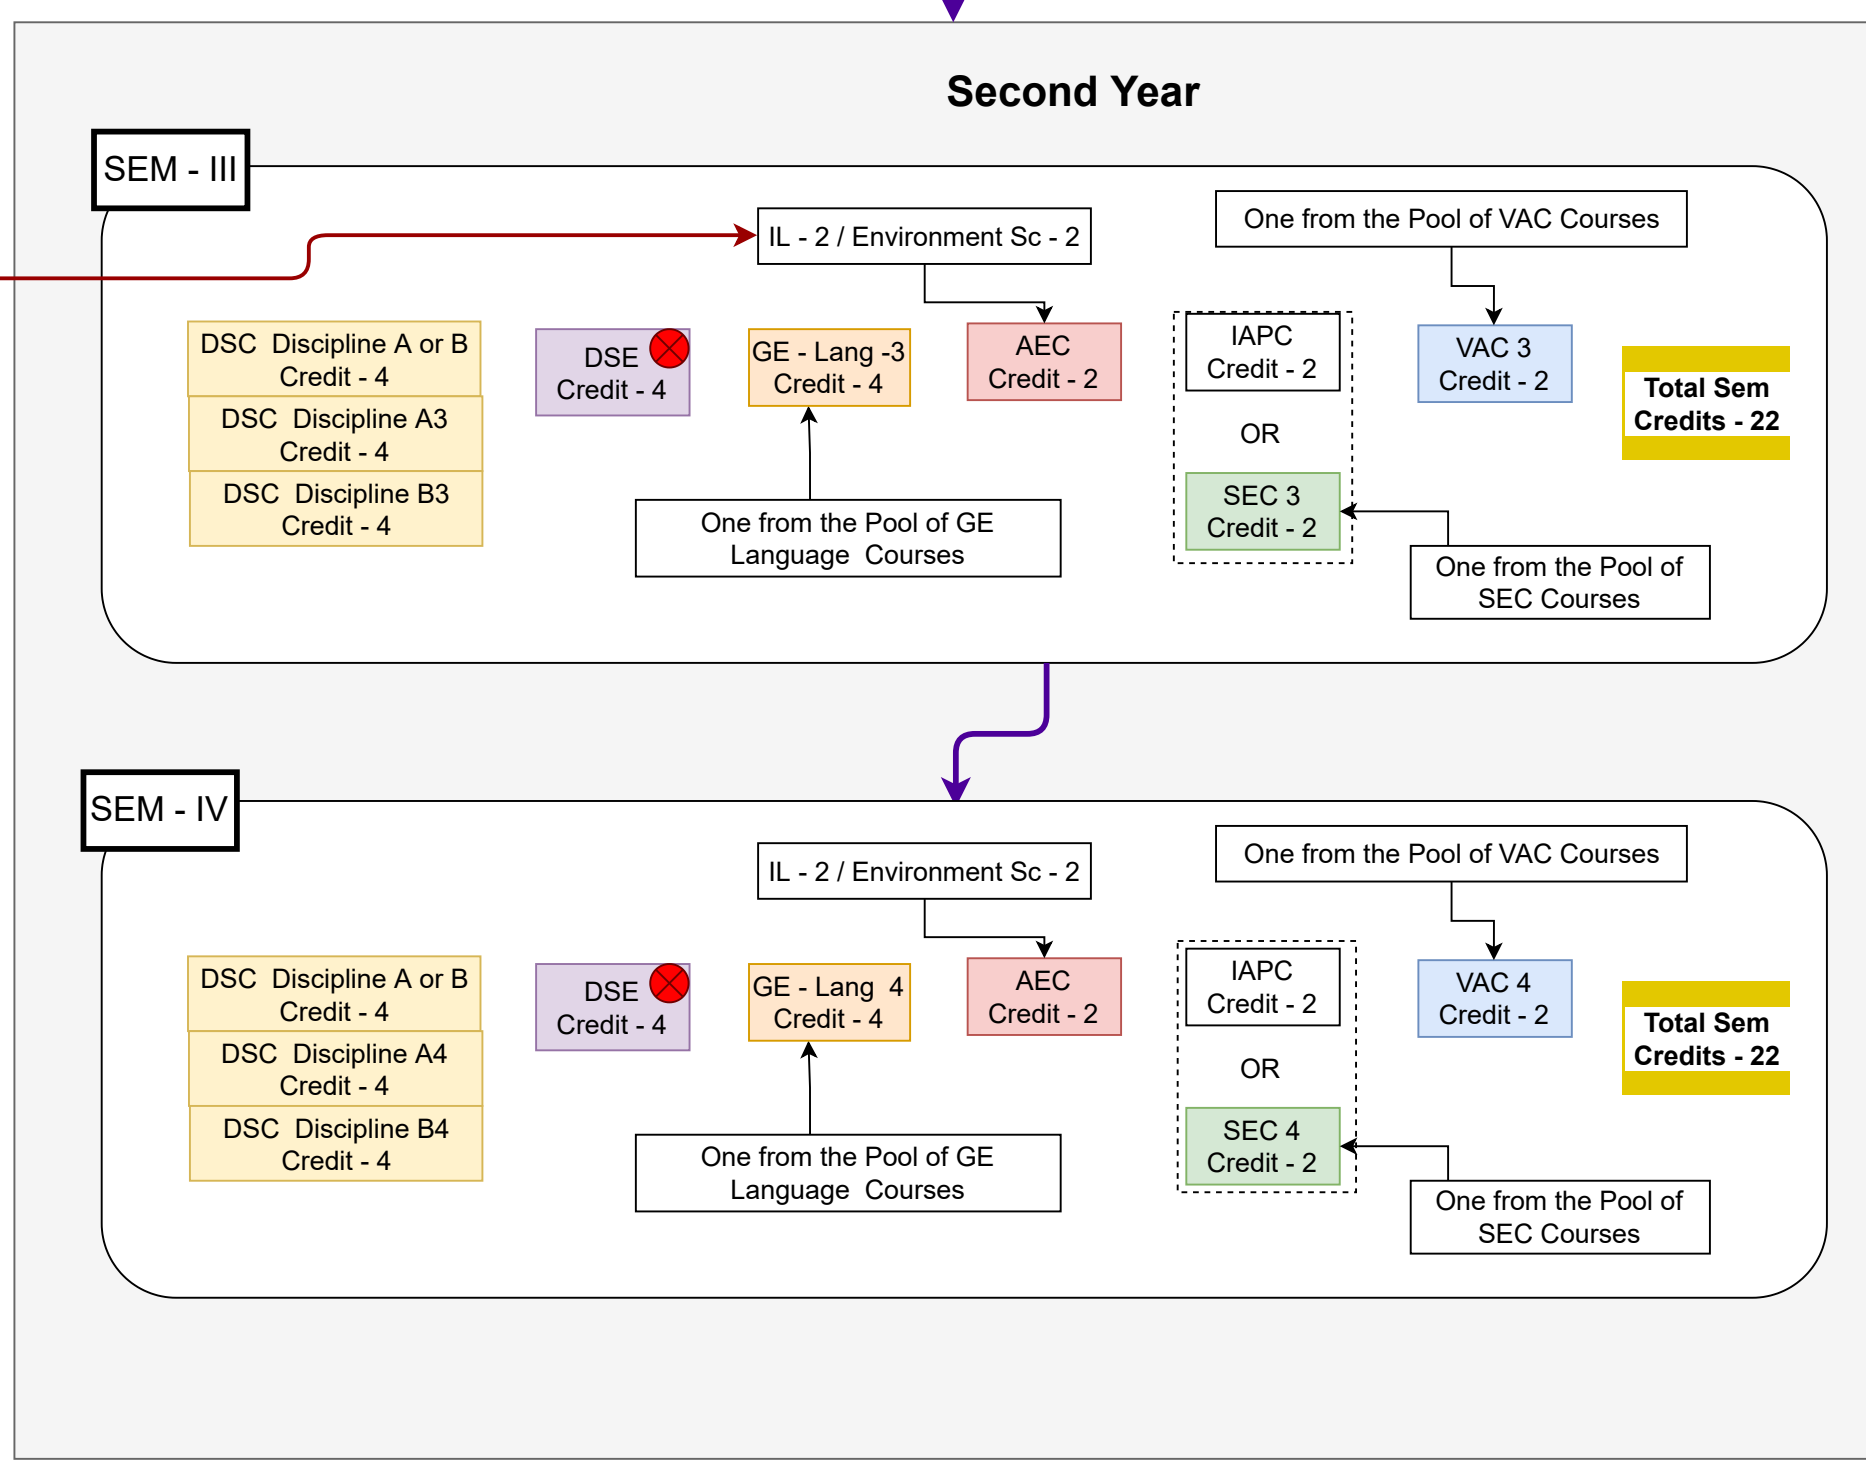 Second Year
SEM - III
IL - 2 / Environment Sc - 2
One from the Pool of VAC Courses
DSC  Discipline A or B
Credit - 4
DSC  Discipline A3
Credit - 4
DSC  Discipline B3
Credit - 4
DSE
Credit - 4
GE - Lang -3
Credit - 4
AEC
Credit - 2
IAPC
Credit - 2
OR
SEC 3
Credit - 2
VAC 3
Credit - 2
Total Sem
Credits - 22
One from the Pool of GE
Language  Courses
One from the Pool of
SEC Courses
SEM - IV
IL - 2 / Environment Sc - 2
One from the Pool of VAC Courses
DSC  Discipline A or B
Credit - 4
DSC  Discipline A4
Credit - 4
DSC  Discipline B4
Credit - 4
DSE
Credit - 4
GE - Lang  4
Credit - 4
AEC
Credit - 2
IAPC
Credit - 2
OR
SEC 4
Credit - 2
VAC 4
Credit - 2
Total Sem
Credits - 22
One from the Pool of GE
Language  Courses
One from the Pool of
SEC Courses